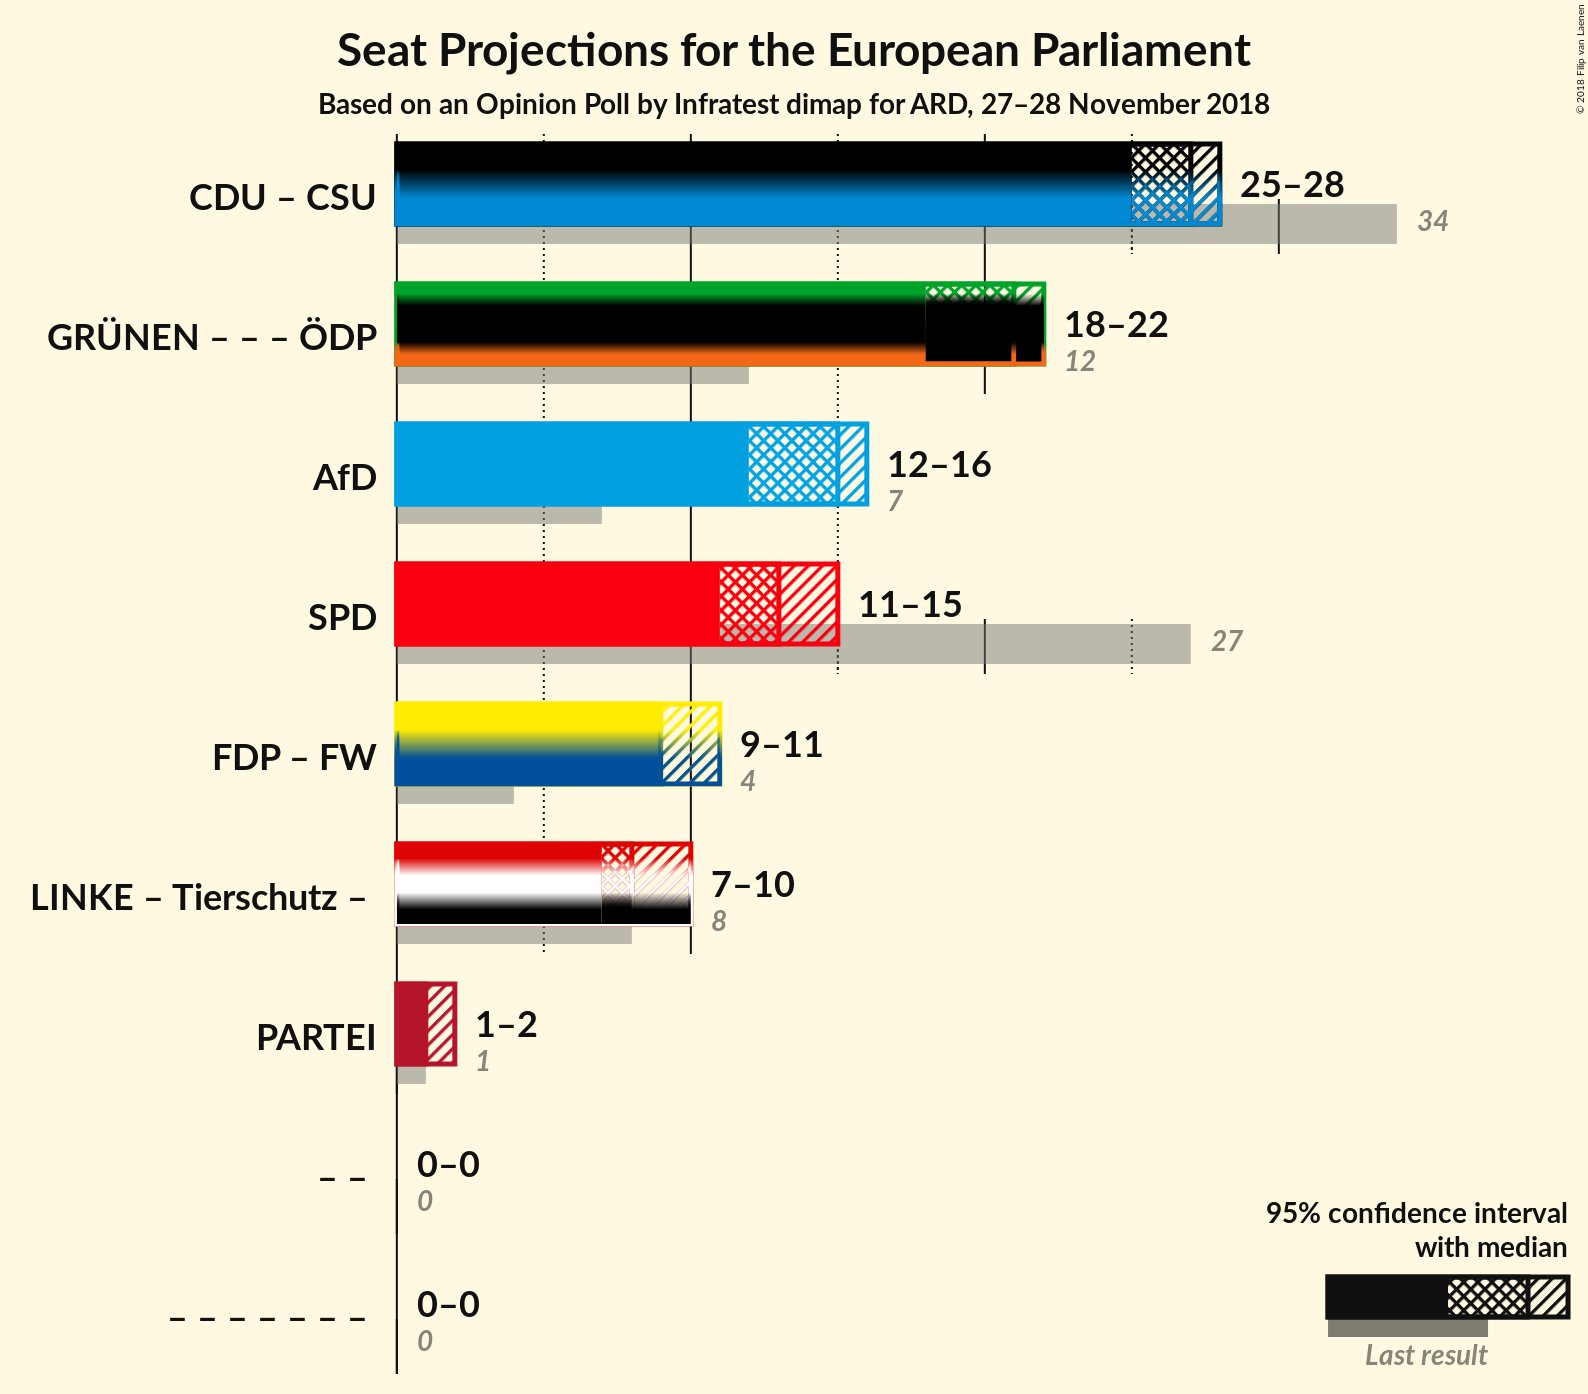 Seat Projections for the European Parliament
Based on an Opinion Poll by Infratest dimap for ARD, 27–28 November 2018
© 2018 Filip van Laenen
CDU – CSU
25–28
34
GRÜNEN – – – ÖDP
18–22
12
AfD
12–16
7
SPD
11–15
27
FDP – FW
9–11
4
LINKE – Tierschutz –
7–10
8
PARTEI
1–2
1
– –
0–0
0
– – – – – – –
0–0
0
95% confidence interval
with median
Last result